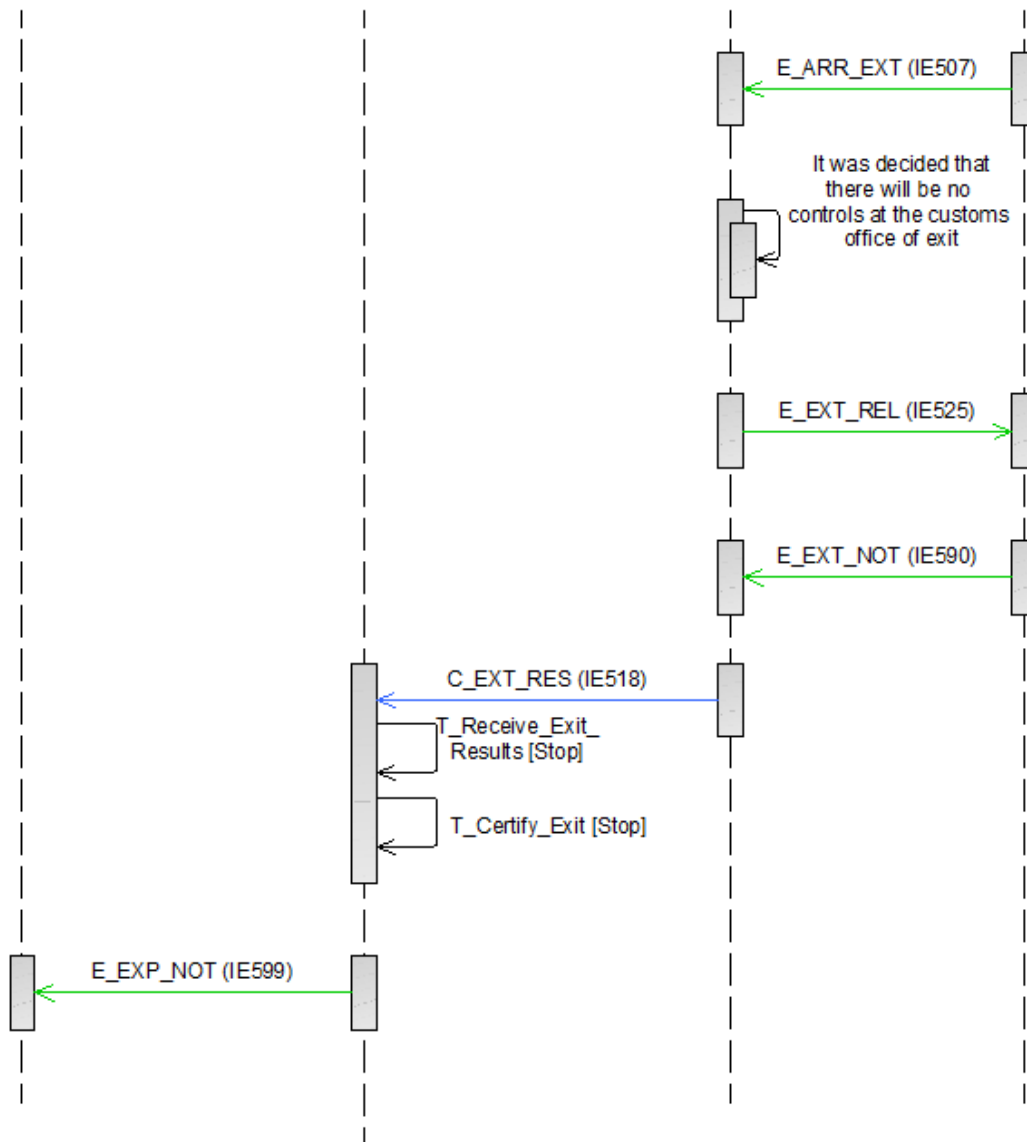 E_ARR_EXT (IE507)
It was decided that
there will be no
controls at the customs
office of exit
E_EXT_REL (IE525)
E_EXT_NOT (IE590)
C_EXT_RES (IE518)
T_Receive_Exit_
Results [Stop]
T_Certify_Exit [Stop]
E_EXP_NOT (IE599)